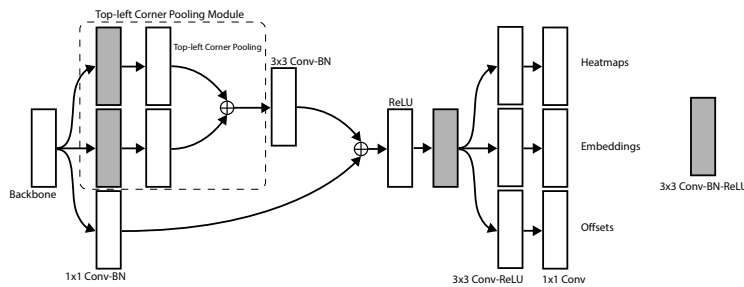 Top-left Corner Pooling Module
Top-left Corner Pooling
3x3 Conv-BN
Heatmaps
ReLU
Embeddings
Backbone
3x3 Conv-BN-ReLU
Offsets
1x1 Conv-BN
3x3 Conv-ReLU
1x1 Conv